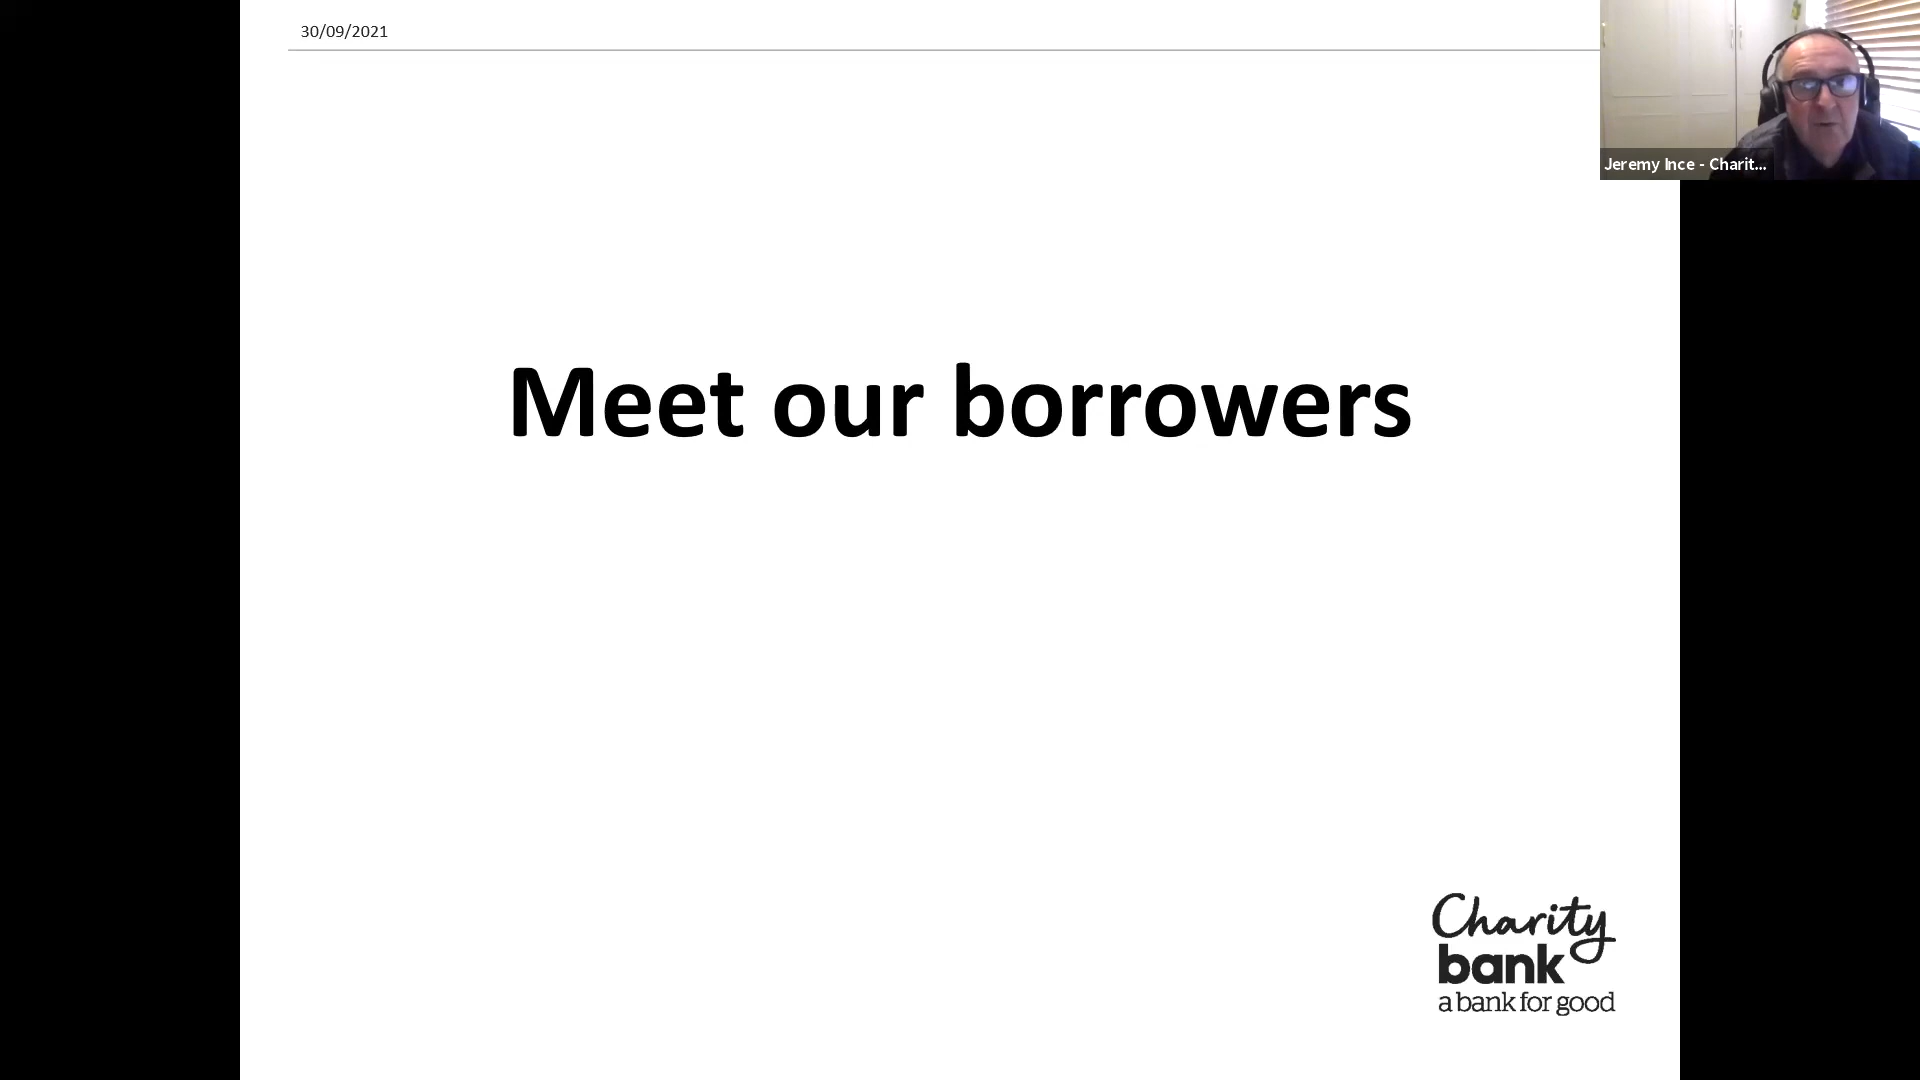 30/09/2021
Jeremy Ince - Charit...
Meet our borrowers
Charity
bank
a bank for good